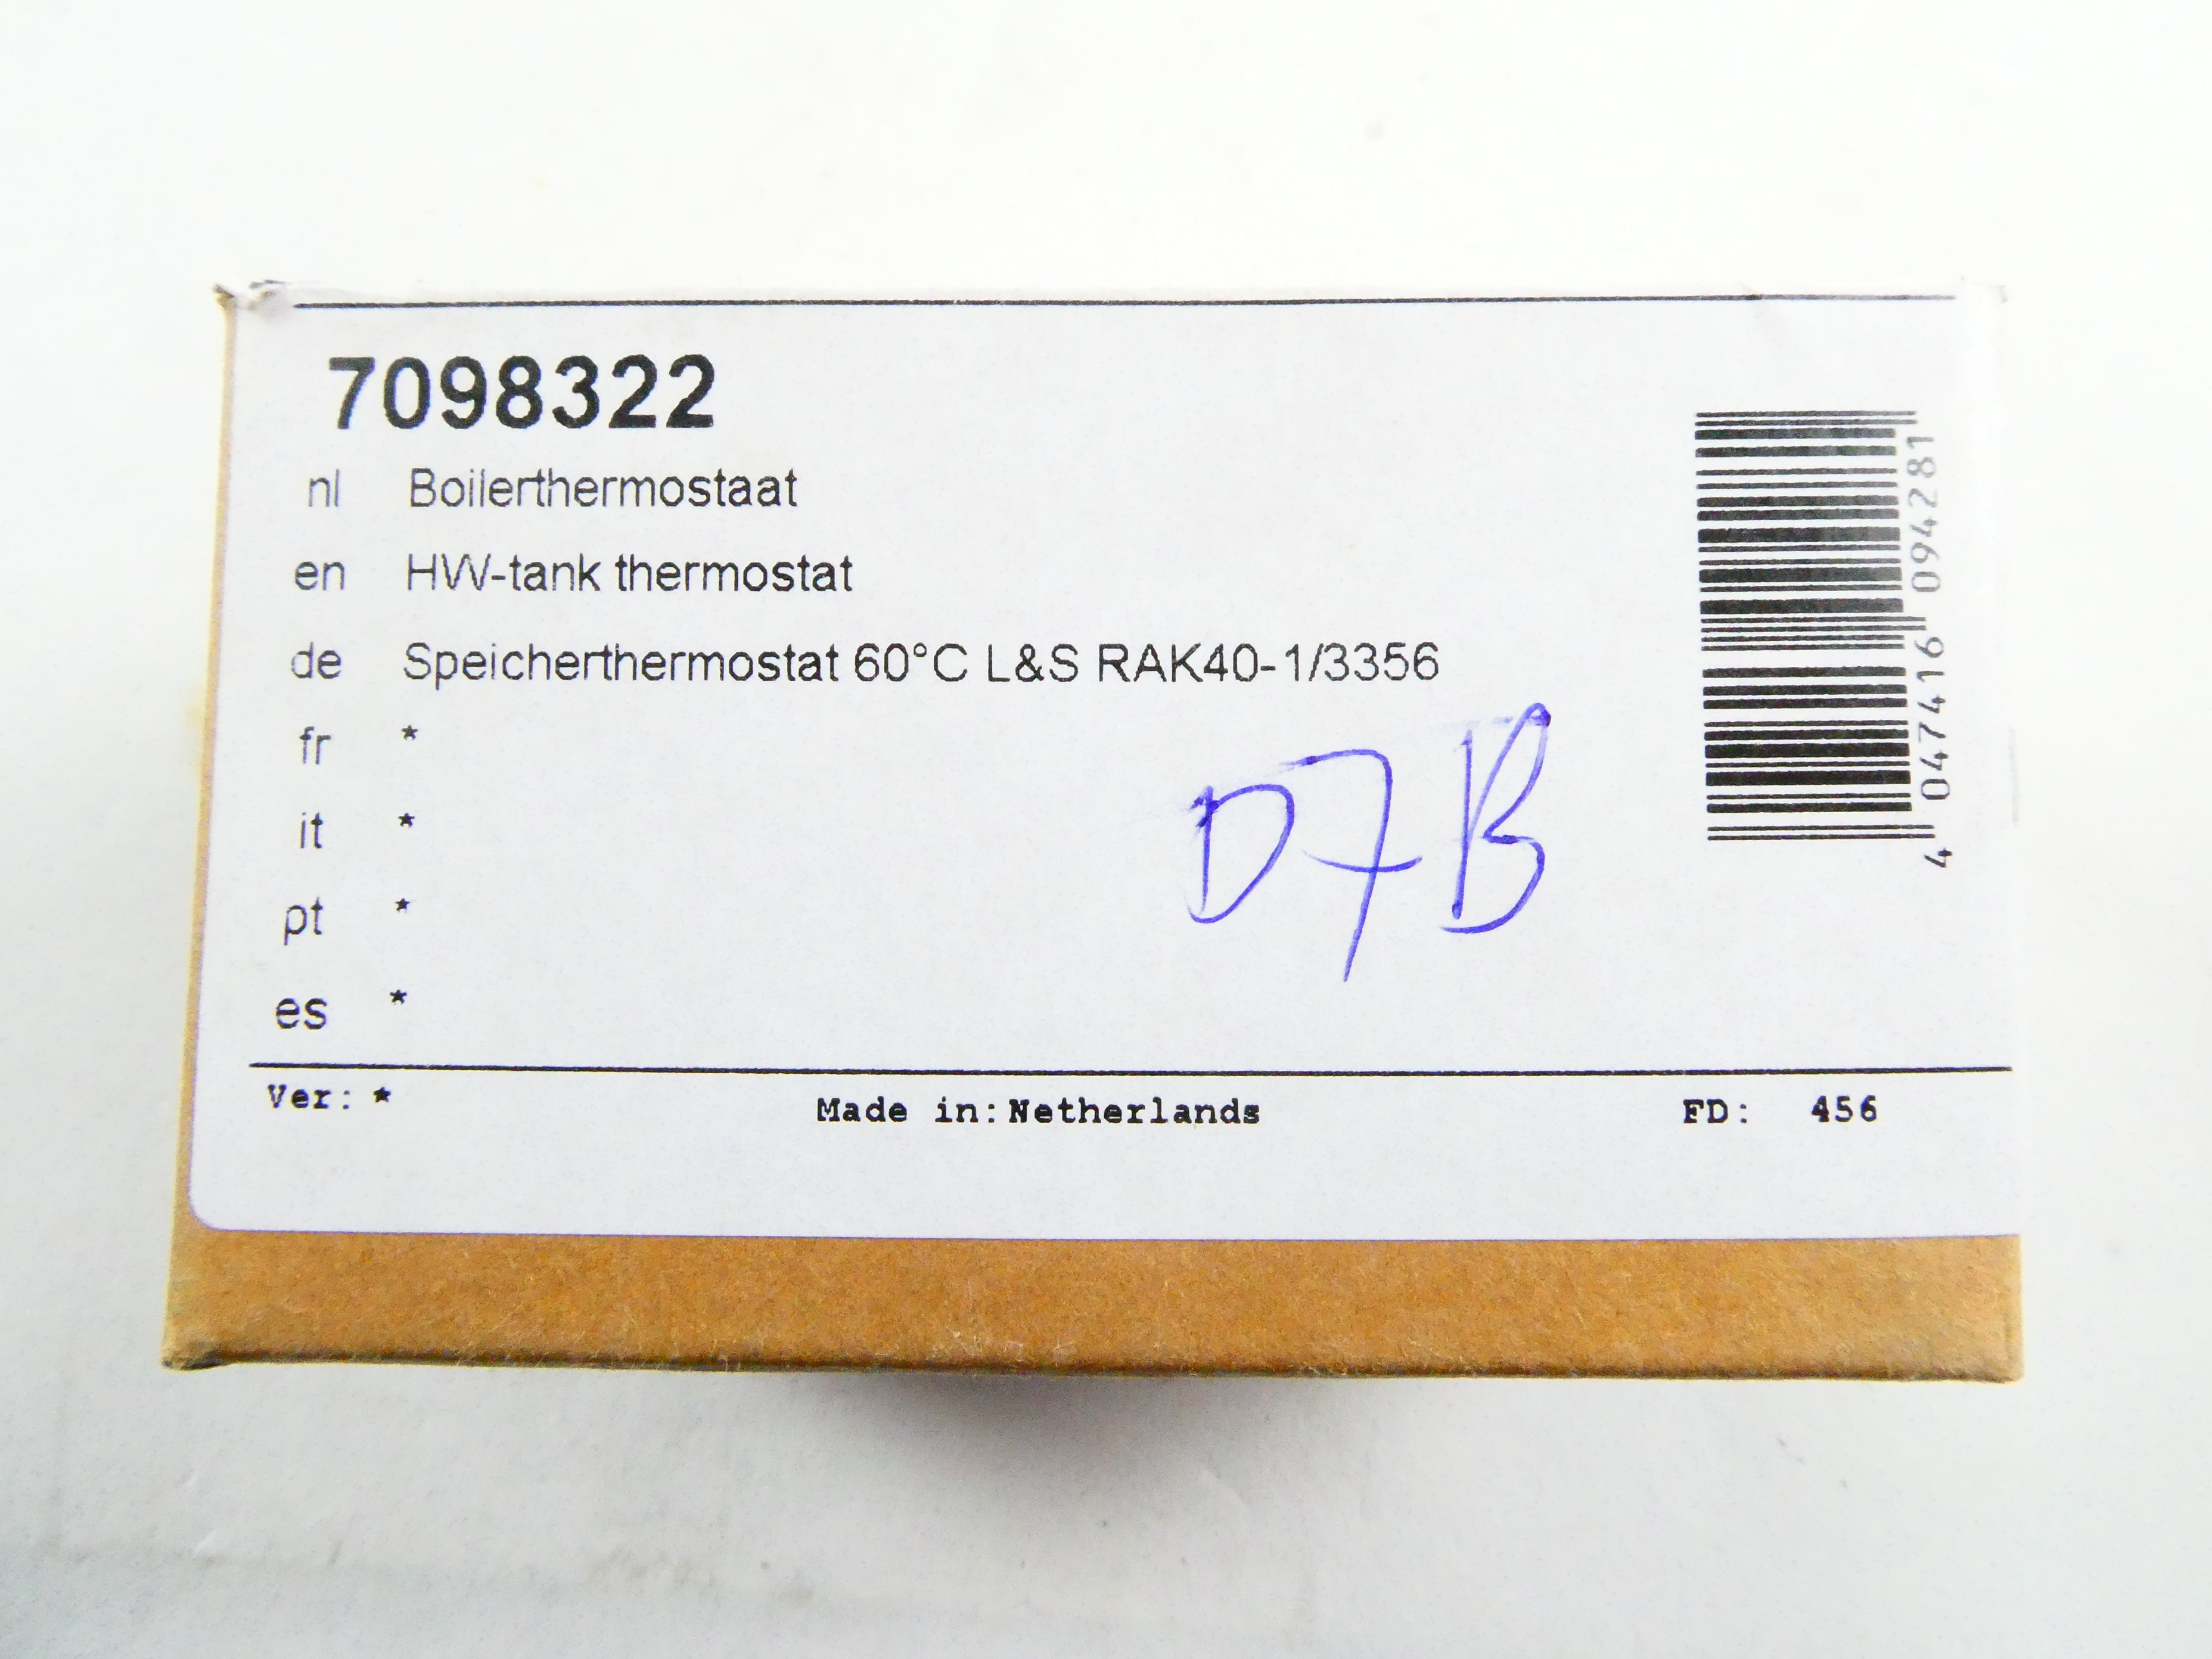 7098322
nl Boilerthermostaat
en HW-tank thermostat
de Speicherthermostat 60°C L&S RAK40-1/3356
fr *
it *
pt *
es *
D7B
4 047416 094281
Ver: * Made in: Netherlands FD: 456